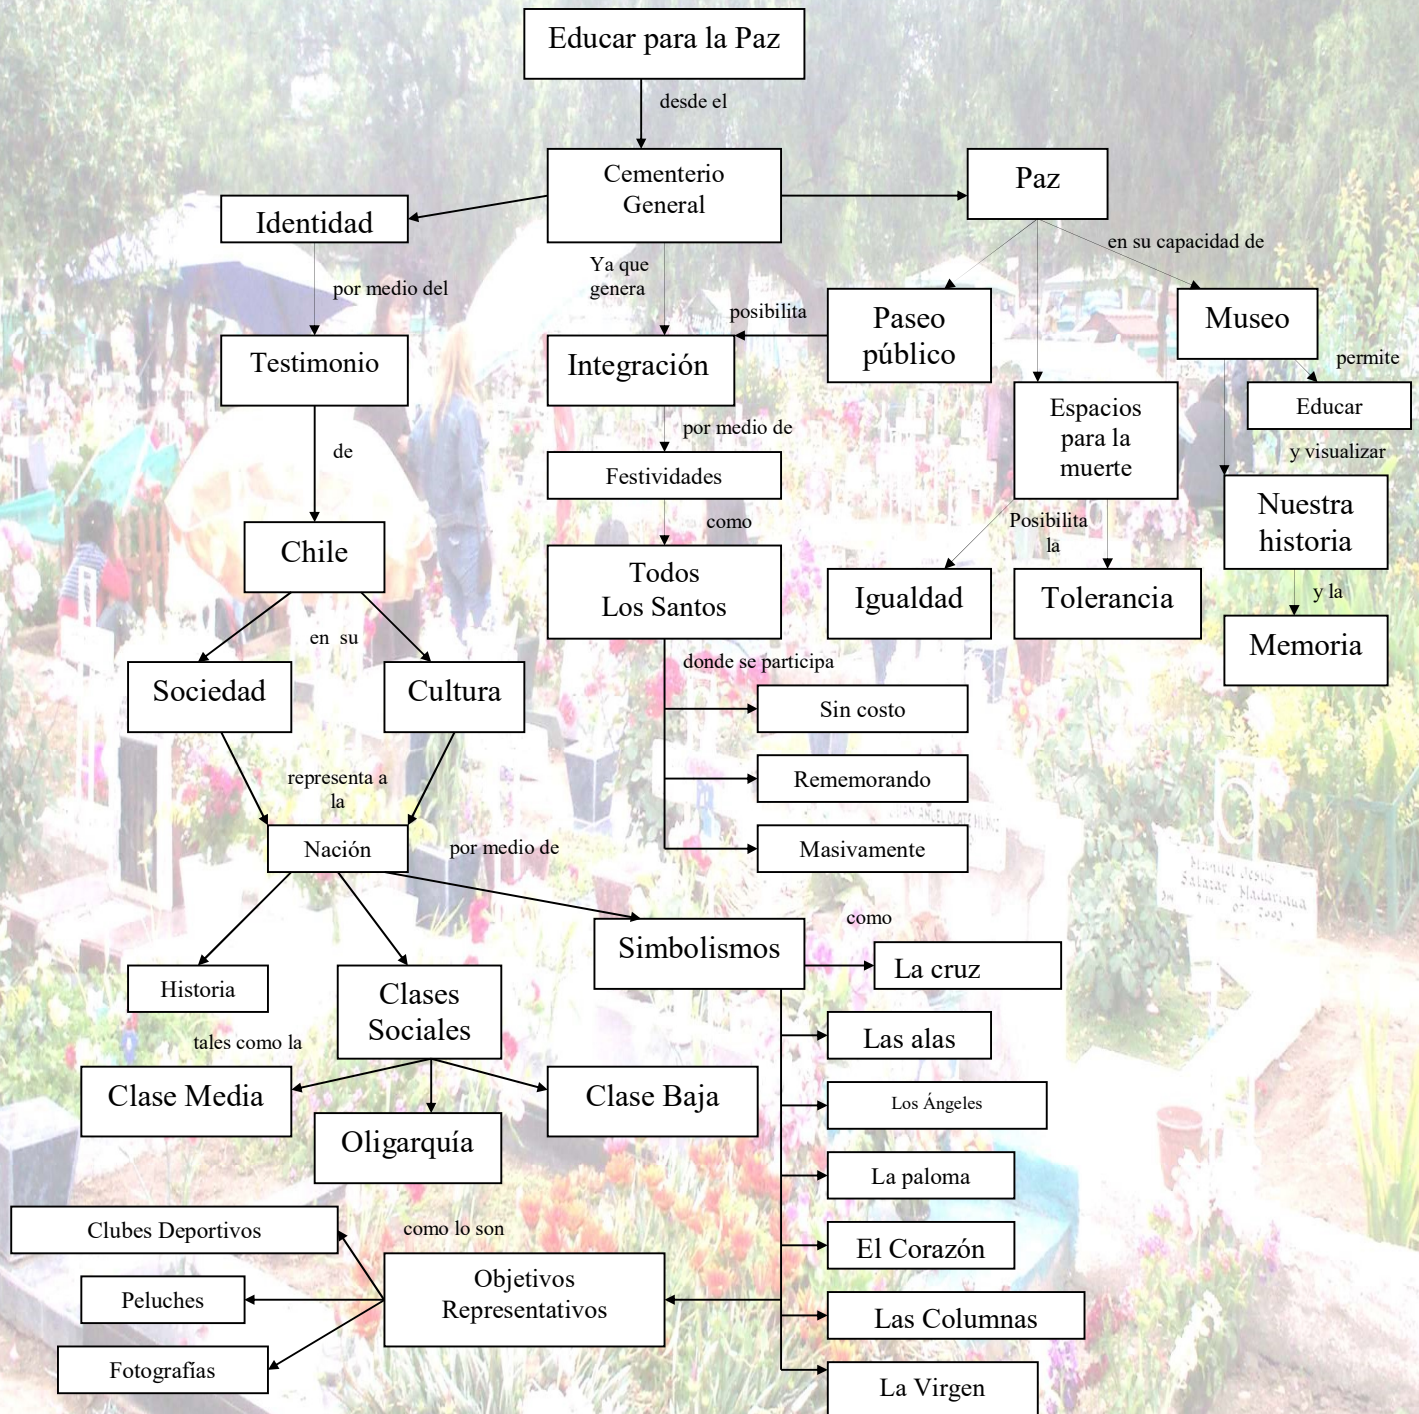 Educar para la Paz
desde el
Cementerio
General
Paz
Identidad
en su capacidad de
Ya que
genera
por medio del
posibilita
Paseo
público
Museo
Testimonio
Integración
permite
Espacios
para la
muerte
Educar
por medio de
de
y visualizar
Festividades
Nuestra
historia
como
Posibilita
la
Chile
Todos
Los Santos
Igualdad
Tolerancia
y la
Memoria
en su
donde se participa
Sociedad
Cultura
Sin costo
representa a
la
Rememorando
Nación
por medio de
Masivamente
Manuel Jesús
Salazar Madariaga
como
Simbolismos
La cruz
Historia
Clases
Sociales
tales como la
Las alas
Clase Media
Clase Baja
Los Ángeles
Oligarquía
La paloma
Clubes Deportivos
como lo son
El Corazón
Objetivos
Representativos
Peluches
Las Columnas
Fotografías
La Virgen